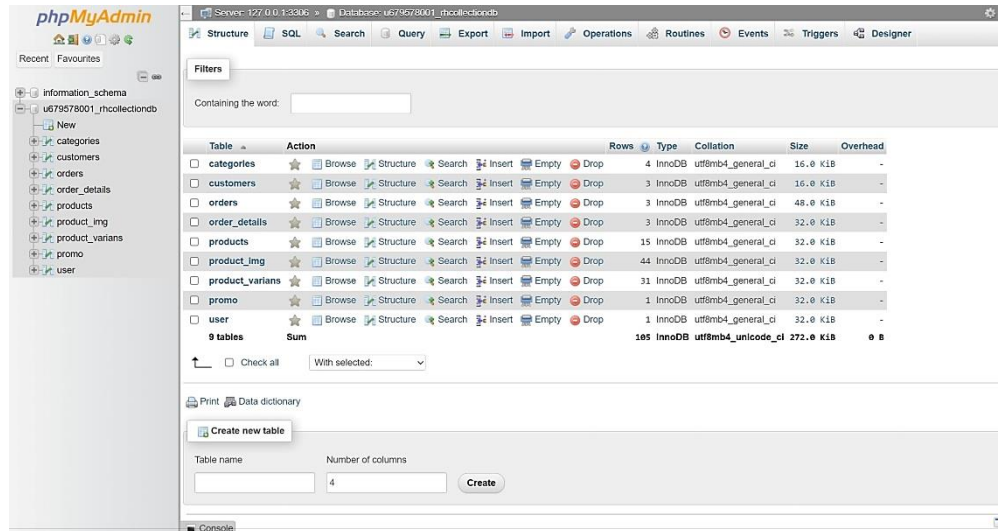 phpMyAdmin
Recent Favourites
information_schema
u679578001_rhcollectiondb
New
categories
customers
orders
order_details
products
product_img
product_varians
promo
user
Server: 127.0.0.1:3306 » Database: u679578001_rhcollectiondb
Structure SQL Search Query Export Import Operations Routines Events Triggers Designer
Filters
Containing the word:
Table Action Rows Type Collation Size Overhead
categories Browse Structure Search Insert Empty Drop 4 InnoDB utf8mb4_general_ci 16.0 KiB -
customers Browse Structure Search Insert Empty Drop 3 InnoDB utf8mb4_general_ci 16.0 KiB -
orders Browse Structure Search Insert Empty Drop 3 InnoDB utf8mb4_general_ci 48.0 KiB -
order_details Browse Structure Search Insert Empty Drop 3 InnoDB utf8mb4_general_ci 32.0 KiB -
products Browse Structure Search Insert Empty Drop 15 InnoDB utf8mb4_general_ci 32.0 KiB -
product_img Browse Structure Search Insert Empty Drop 44 InnoDB utf8mb4_general_ci 32.0 KiB -
product_varians Browse Structure Search Insert Empty Drop 31 InnoDB utf8mb4_general_ci 32.0 KiB -
promo Browse Structure Search Insert Empty Drop 1 InnoDB utf8mb4_general_ci 32.0 KiB -
user Browse Structure Search Insert Empty Drop 1 InnoDB utf8mb4_general_ci 32.0 KiB -
9 tables Sum 105 InnoDB utf8mb4_unicode_ci 272.0 KiB 0 B
Check all With selected:
Print Data dictionary
Create new table
Table name Number of columns
4 Create
Console